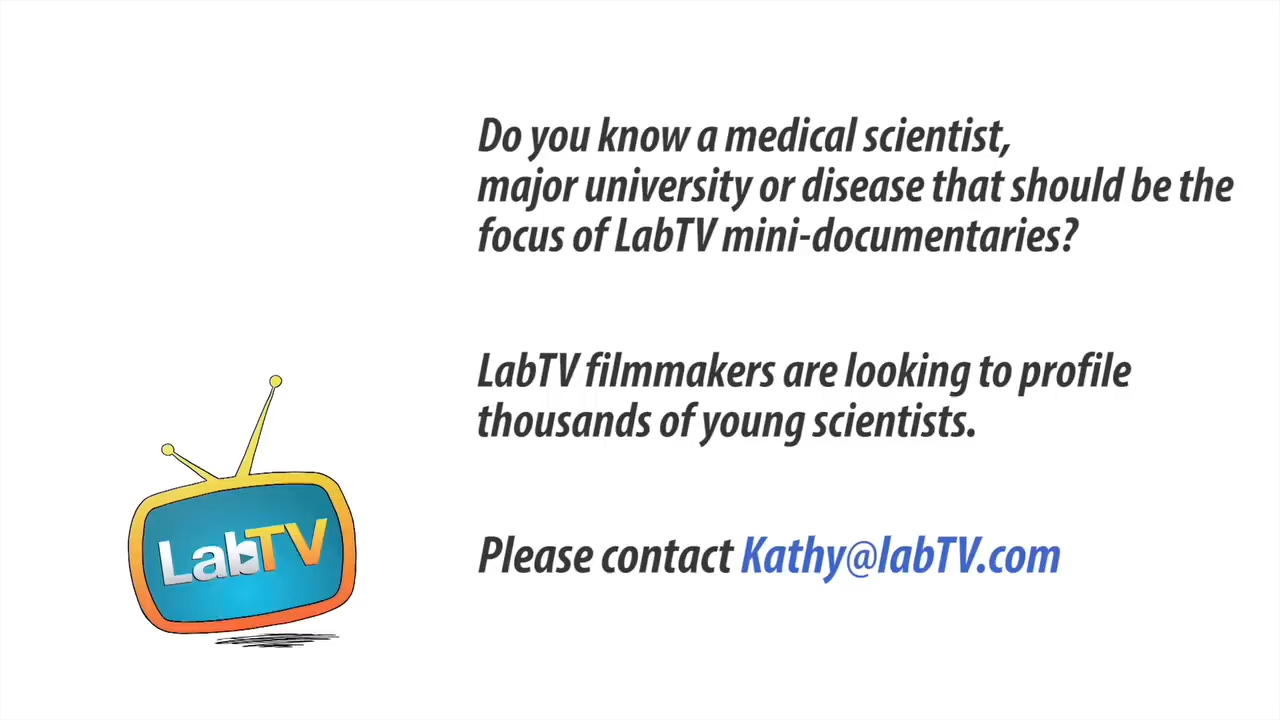 Do you know a medical scientist,
major university or disease that should be the
focus of LabTV mini-documentaries?
LabTV filmmakers are looking to profile
thousands of young scientists.
LabTV
Please contact Kathy@labTV.com